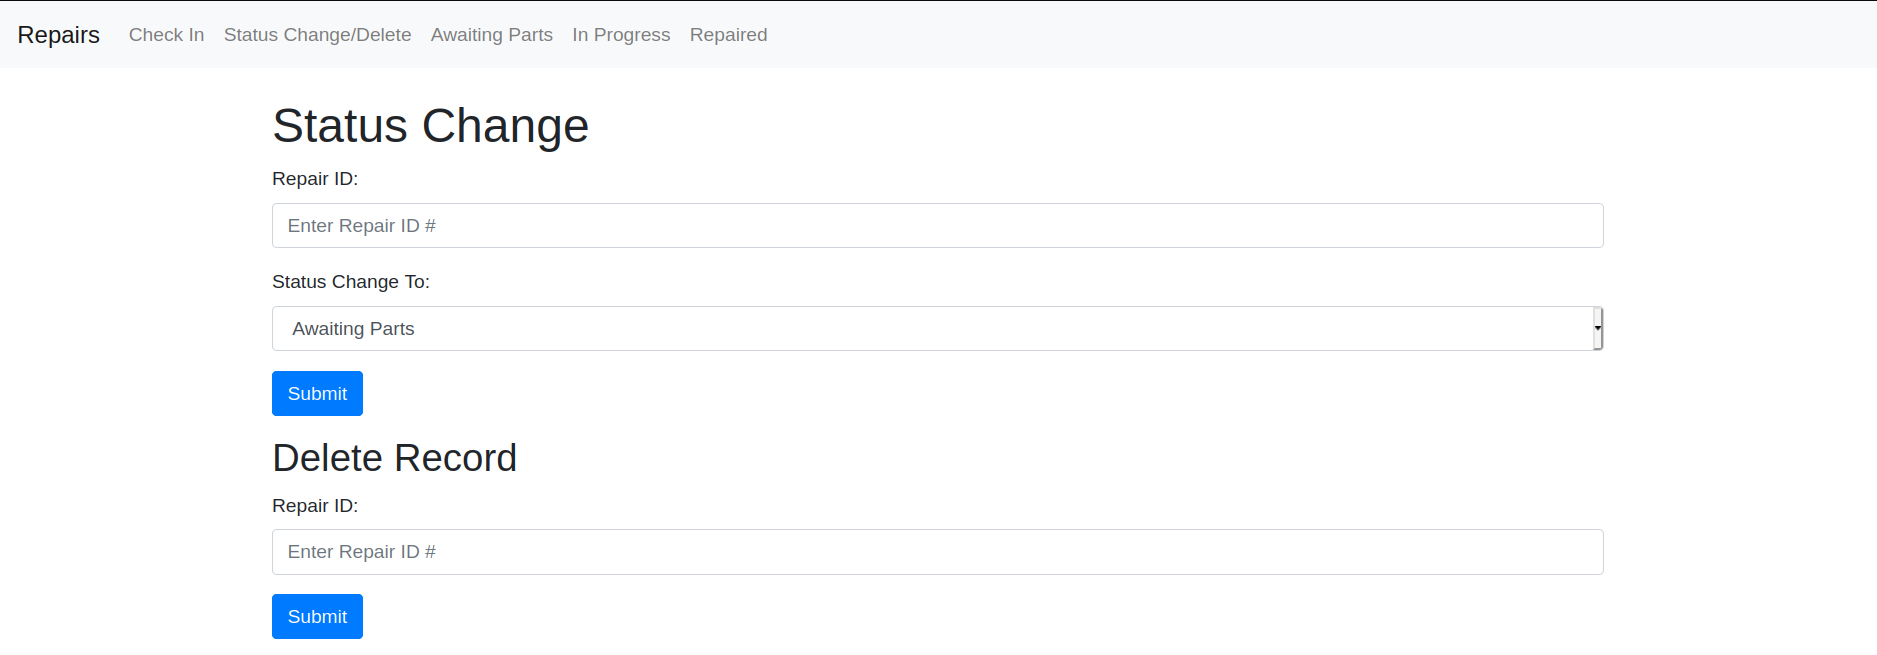 Repairs Check In Status Change/Delete Awaiting Parts In Progress Repaired
Status Change
Repair ID:
Enter Repair ID #
Status Change To:
Awaiting Parts
Submit
Delete Record
Repair ID:
Enter Repair ID #
Submit